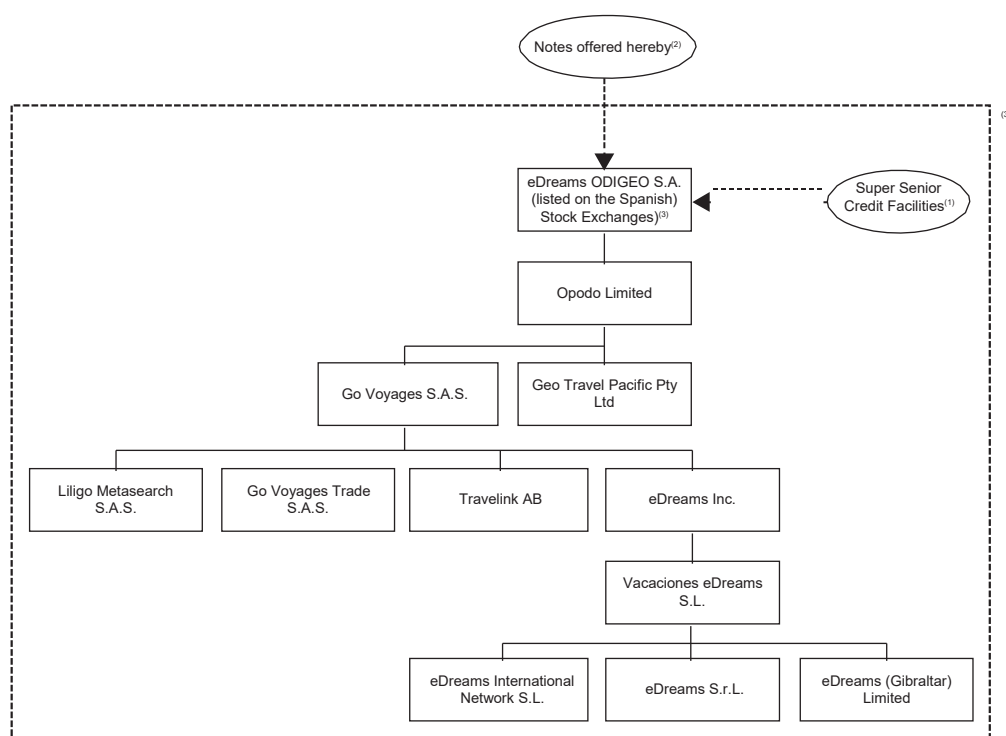 Notes offered hereby(2)
(3
eDreams ODIGEO S.A.
(listed on the Spanish)
Stock Exchanges)(3)
Super Senior
Credit Facilities(1)
Opodo Limited
Go Voyages S.A.S.
Geo Travel Pacific Pty
Ltd
Liligo Metasearch
S.A.S.
Go Voyages Trade
S.A.S.
Travelink AB
eDreams Inc.
Vacaciones eDreams
S.L.
eDreams International
Network S.L.
eDreams S.r.L.
eDreams (Gibraltar)
Limited